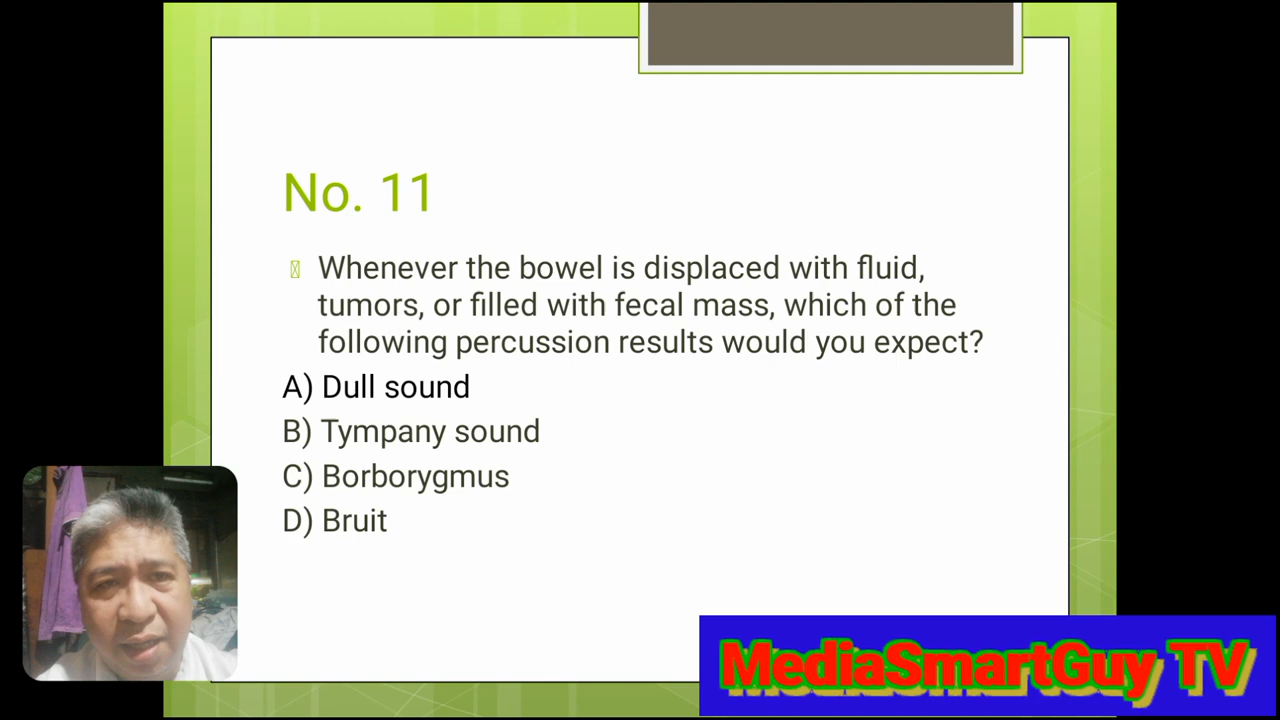 No. 11
Whenever the bowel is displaced with fluid,
tumors, or filled with fecal mass, which of the
following percussion results would you expect?
A) Dull sound
B) Tympany sound
C) Borborygmus
D) Bruit
MediaSmartGuy TV